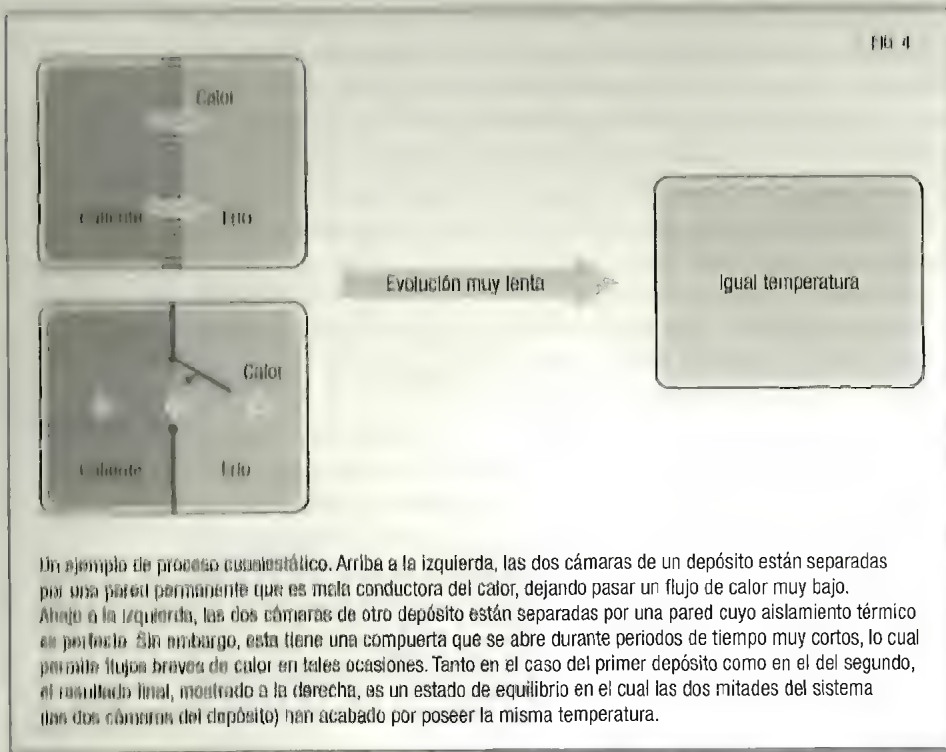 FIG. 4
Calor
Caliente Frío
Evolución muy lenta
Igual temperatura
Calor
Caliente Frío
Un ejemplo de proceso cuasiestático. Arriba a la izquierda, las dos cámaras de un depósito están separadas
por una pared permanente que es mala conductora del calor, dejando pasar un flujo de calor muy bajo.
Abajo a la izquierda, las dos cámaras de otro depósito están separadas por una pared cuyo aislamiento térmico
es perfecto. Sin embargo, esta tiene una compuerta que se abre durante periodos de tiempo muy cortos, lo cual
permite flujos breves de calor en tales ocasiones. Tanto en el caso del primer depósito como en el del segundo,
el resultado final, mostrado a la derecha, es un estado de equilibrio en el cual las dos mitades del sistema
(las dos cámaras del depósito) han acabado por poseer la misma temperatura.